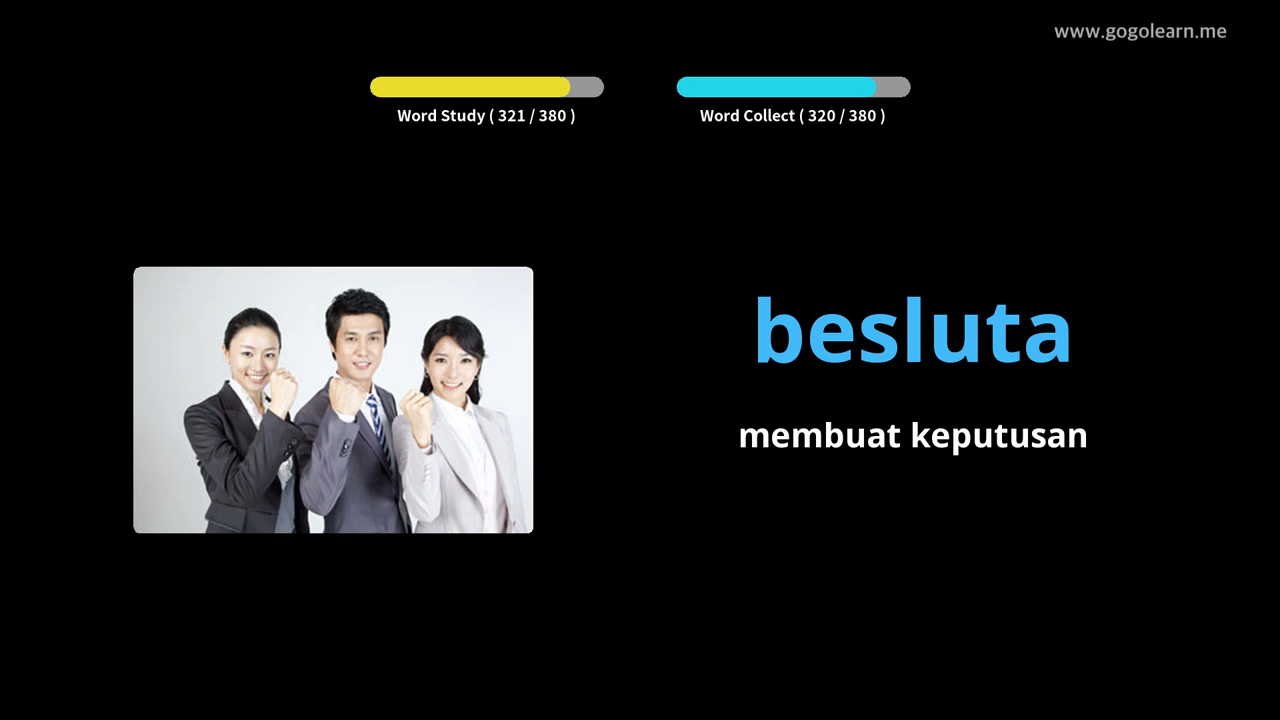 www.gogolearn.me
Word Study ( 321 / 380 )
Word Collect ( 320 / 380 )
besluta
membuat keputusan